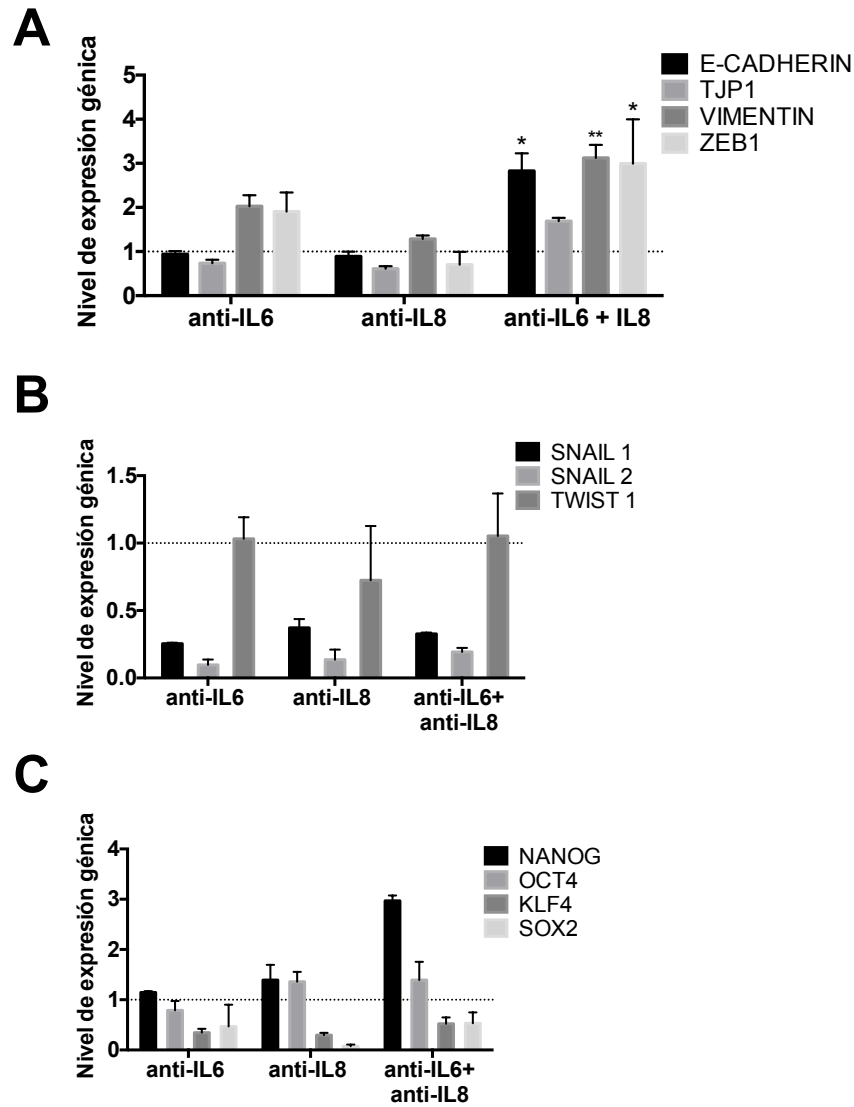 A
Nivel de expresión génica
5
4
3
2
1
0
* ** *
E-CADHERIN
TJP1
VIMENTIN
ZEB1
anti-IL6 anti-IL8 anti-IL6 + IL8
B
Nivel de expresión génica
1.5
1.0
0.5
0.0
SNAIL 1
SNAIL 2
TWIST 1
anti-IL6 anti-IL8 anti-IL6+
anti-IL8
C
Nivel de expresión génica
4
3
2
1
0
NANOG
OCT4
KLF4
SOX2
anti-IL6 anti-IL8 anti-IL6+
anti-IL8